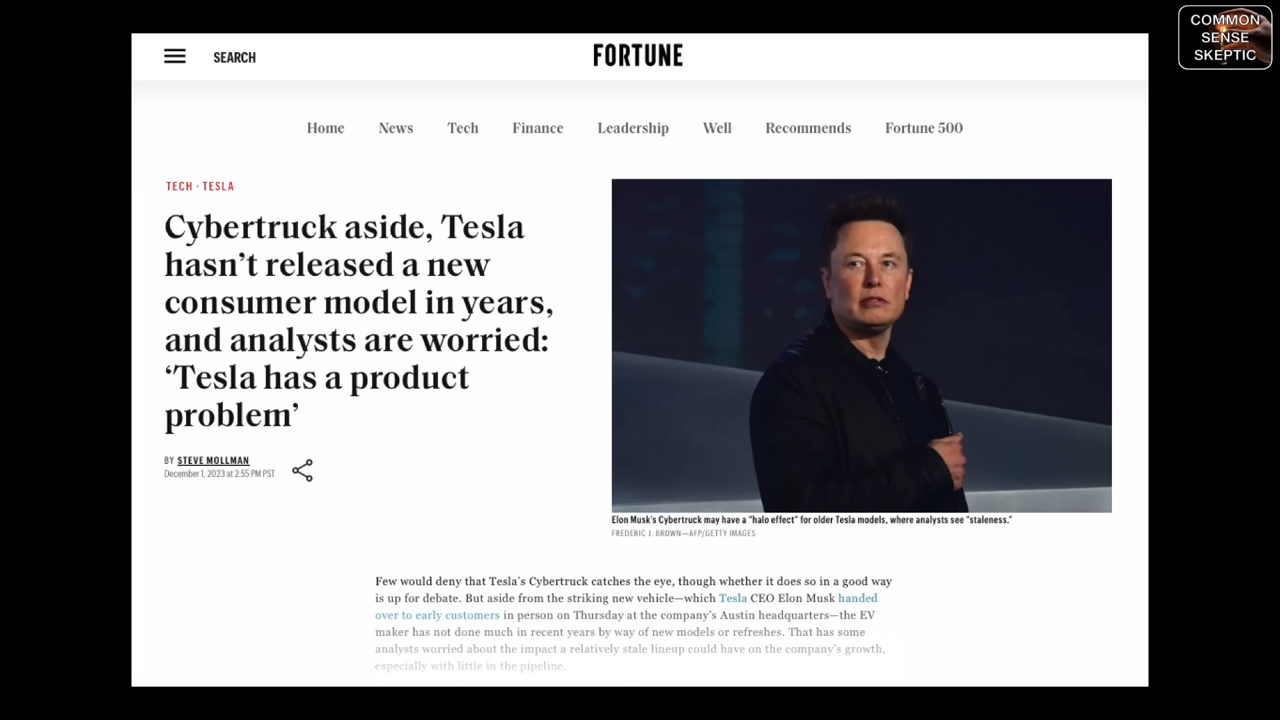 COMMON
SENSE
SKEPTIC
SEARCH
FORTUNE
Home News Tech Finance Leadership Well Recommends Fortune 500
TECH · TESLA
Cybertruck aside, Tesla
hasn’t released a new
consumer model in years,
and analysts are worried:
‘Tesla has a product
problem’
BY STEVE MOLLMAN
December 1, 2023 at 2:55 PM PST
Elon Musk's Cybertruck may have a “halo effect” for older Tesla models, where analysts see “staleness.”
FREDERIC J. BROWN—AFP/GETTY IMAGES
Few would deny that Tesla’s Cybertruck catches the eye, though whether it does so in a good way
is up for debate. But aside from the striking new vehicle—which Tesla CEO Elon Musk handed
over to early customers in person on Thursday at the company’s Austin headquarters—the EV
maker has not done much in recent years by way of new models or refreshes. That has some
analysts worried about the impact a relatively stale lineup could have on the company’s growth,
especially with little in the pipeline.